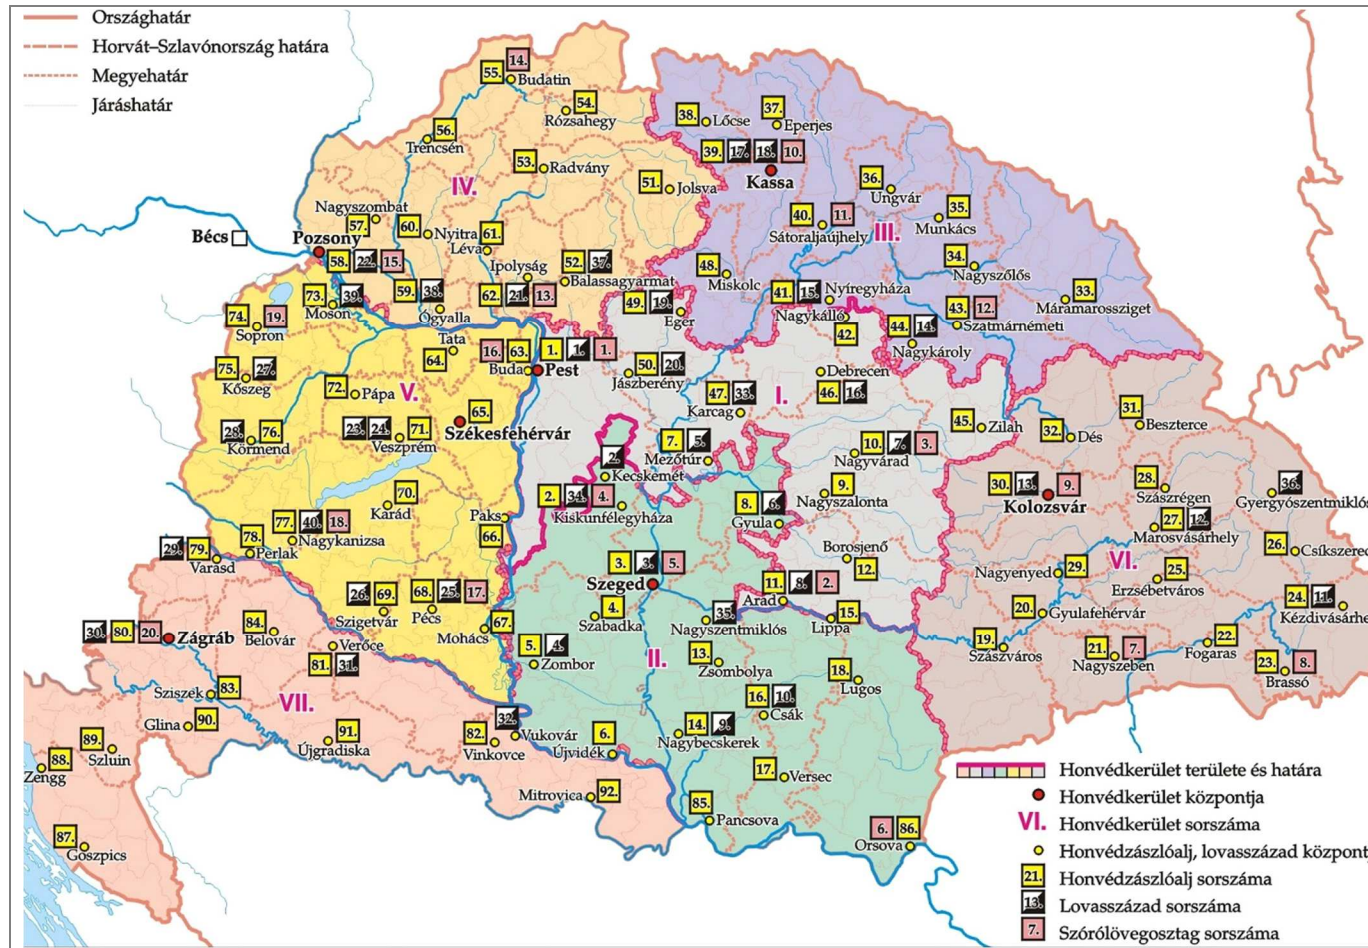 Országhatár
Horvát–Szlavónország határa
Megyehatár
Járáshatár
14.
55.
Budatin
54.
Rózsahegy
56.
Trencsén
53.
Radvány
51.
Jolsva
IV.
Nagyszombat
57.
60.
Nyitra
61.
Léva
Bécs
Pozsony
58. 22. 15.
Ipolyság
52. 37.
Balassagyarmat
59. 38.
Ógyalla
62. 21. 13.
38.
Lőcse
37.
Eperjes
39. 17. 18. 10.
Kassa
36.
Ungvár
35.
Munkács
40. 11.
Sátoraljaújhely
III.
34.
Nagyszőlős
33.
Máramarossziget
48.
Miskolc
41. 15.
Nyíregyháza
Nagykálló
42.
43. 12.
Szatmárnémeti
44. 14.
Nagykároly
49. 19.
Eger
73. 39.
Moson
74. 19.
Sopron
Tata
64.
16. 63.
Buda
1. 1. 1.
Pest
50. 20.
Jászberény
75. 27.
Kőszeg
72.
Pápa
V.
65.
Székesfehérvár
28. 76.
Körmend
23. 24. 71.
Veszprém
70.
Karád
77. 40. 18.
Nagykanizsa
Paks
66.
78.
Perlak
29. 79.
Varasd
26. 69.
Szigetvár
68. 25. 17.
Pécs
67.
Mohács
Debrecen
46. 16.
47. 33.
Karcag
I.
45.
Zilah
7. 5.
Mezőtúr
10. 7. 3.
Nagyvárad
9.
Nagyszalonta
2.
Kecskemét
2. 34. 4.
Kiskunfélegyháza
8. 6.
Gyula
Borosjenő
12.
3. 3. 5.
Szeged
11. 8. 2.
Arad
15.
Lippa
4.
Szabadka
35.
Nagyszentmiklós
5. 4.
Zombor
II.
13.
Zsombolya
18.
Lugos
16. 10.
Csák
14. 9.
Nagybecskerek
6.
Újvidék
17.
Versec
85.
Pancsova
6. 86.
Orsova
31.
Beszterce
32.
Dés
30. 13. 9.
Kolozsvár
28.
Szászrégen
36.
Gyergyószentmiklós
27. 12.
Marosvásárhely
26.
Csíkszered
VI.
Nagyenyed
29.
25.
Erzsébetváros
24. 11.
Kézdivásárhe
20.
Gyulafehérvár
19.
Szászváros
21. 7.
Nagyszeben
22.
Fogaras
23. 8.
Brassó
30. 80. 20.
Zágráb
84.
Belovár
Verőce
81. 31.
Sziszek
83.
VII.
Glina
90.
91.
Újgradiska
32.
Vukovár
82.
Vinkovce
89.
Szluin
88.
Zengg
87.
Goszpics
Mitrovica
92.
Honvédkerület területe és határa
Honvédkerület központja
VI. Honvédkerület sorszáma
Honvédzászlóalj, lovasszázad központj
21. Honvédzászlóalj sorszáma
13. Lovasszázad sorszáma
7. Szórólövegosztag sorszáma